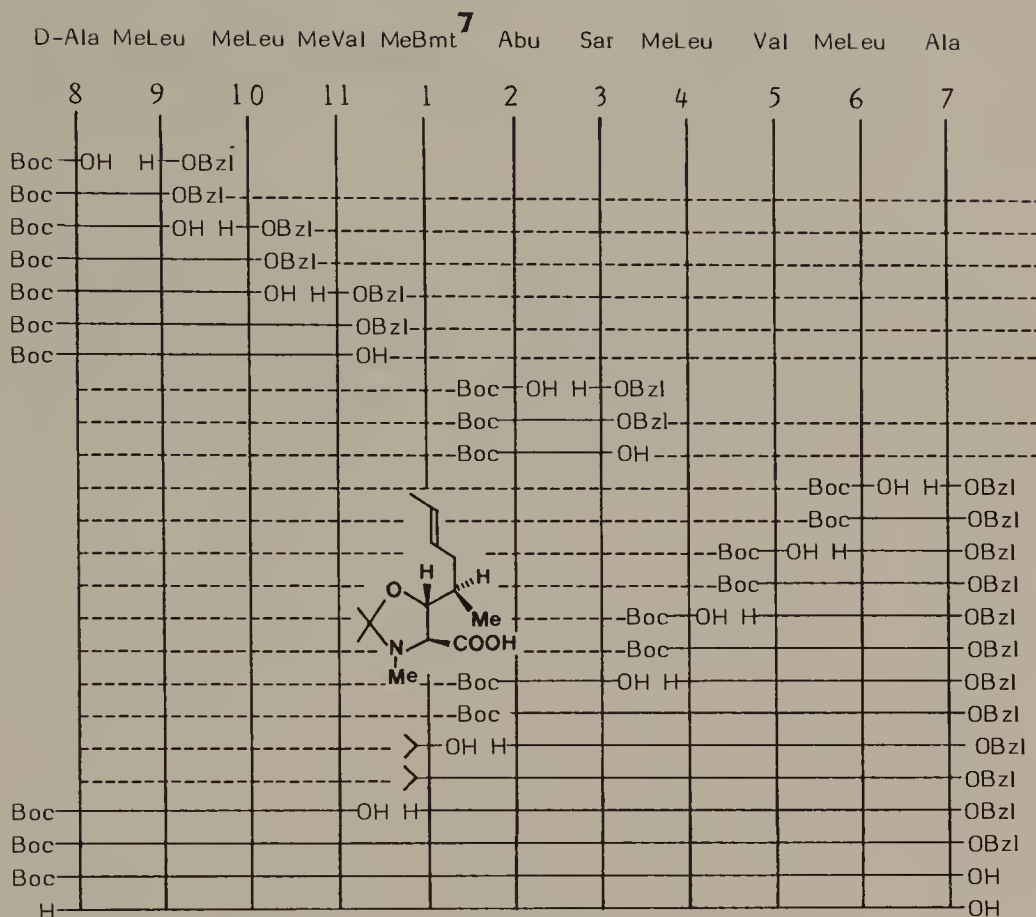 7
D-Ala MeLeu MeLeu MeVal MeBmt Abu Sar MeLeu Val MeLeu Ala
8 9 10 11 1 2 3 4 5 6 7
Boc OH H OBzl
Boc OBzl
Boc OH H OBzl
Boc OBzl
Boc OH H OBzl
Boc OBzl
Boc OH
Boc OH H OBzl
Boc OBzl
Boc OH
Boc OH H OBzl
Boc OBzl
Boc OH H OBzl
H H
Boc OBzl
O
Me Boc OH H OBzl
N COOH Boc OBzl
Me Boc OH H OBzl
Boc OBzl
OH H OBzl
OBzl
Boc OH H OBzl
Boc OBzl
Boc OH
H OH